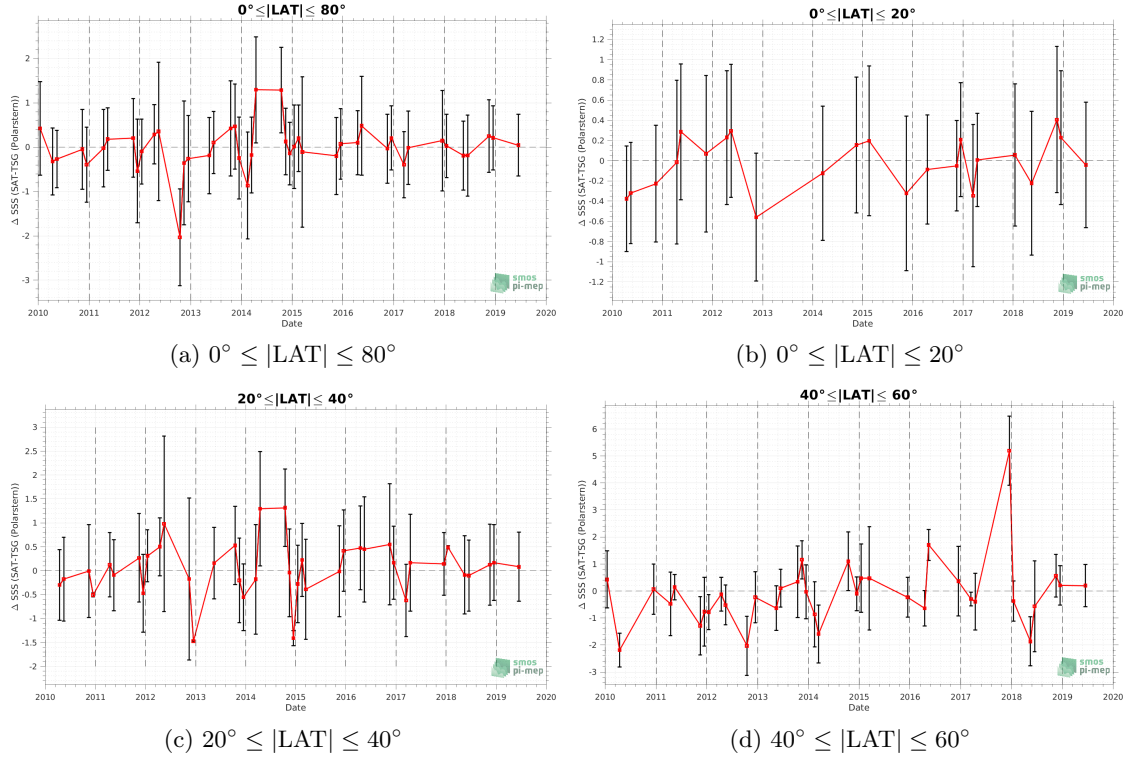 0°≤|LAT|≤ 80°
Δ SSS (SAT-TSG (Polarstern))
2
1
0
-1
-2
-3
2010 2011 2012 2013 2014 2015 2016 2017 2018 2019 2020
Date
smos
pi-mep
(a) 0° ≤ |LAT| ≤ 80°
0°≤|LAT|≤ 20°
Δ SSS (SAT-TSG (Polarstern))
1.2
1
0.8
0.6
0.4
0.2
0
-0.2
-0.4
-0.6
-0.8
-1
-1.2
2010 2011 2012 2013 2014 2015 2016 2017 2018 2019 2020
Date
smos
pi-mep
(b) 0° ≤ |LAT| ≤ 20°
20°≤|LAT|≤ 40°
Δ SSS (SAT-TSG (Polarstern))
3
2.5
2
1.5
1
0.5
0
-0.5
-1
-1.5
-2
2010 2011 2012 2013 2014 2015 2016 2017 2018 2019 2020
Date
smos
pi-mep
(c) 20° ≤ |LAT| ≤ 40°
40°≤|LAT|≤ 60°
Δ SSS (SAT-TSG (Polarstern))
6
5
4
3
2
1
0
-1
-2
-3
2010 2011 2012 2013 2014 2015 2016 2017 2018 2019 2020
Date
smos
pi-mep
(d) 40° ≤ |LAT| ≤ 60°